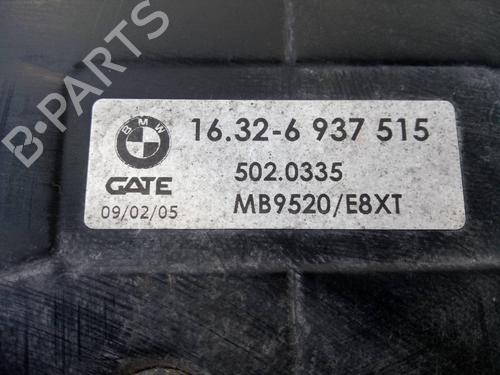 BMW
16.32-6 937 515
GATE
502.0335
09/02/05
MB9520/E8XT
B-Parts